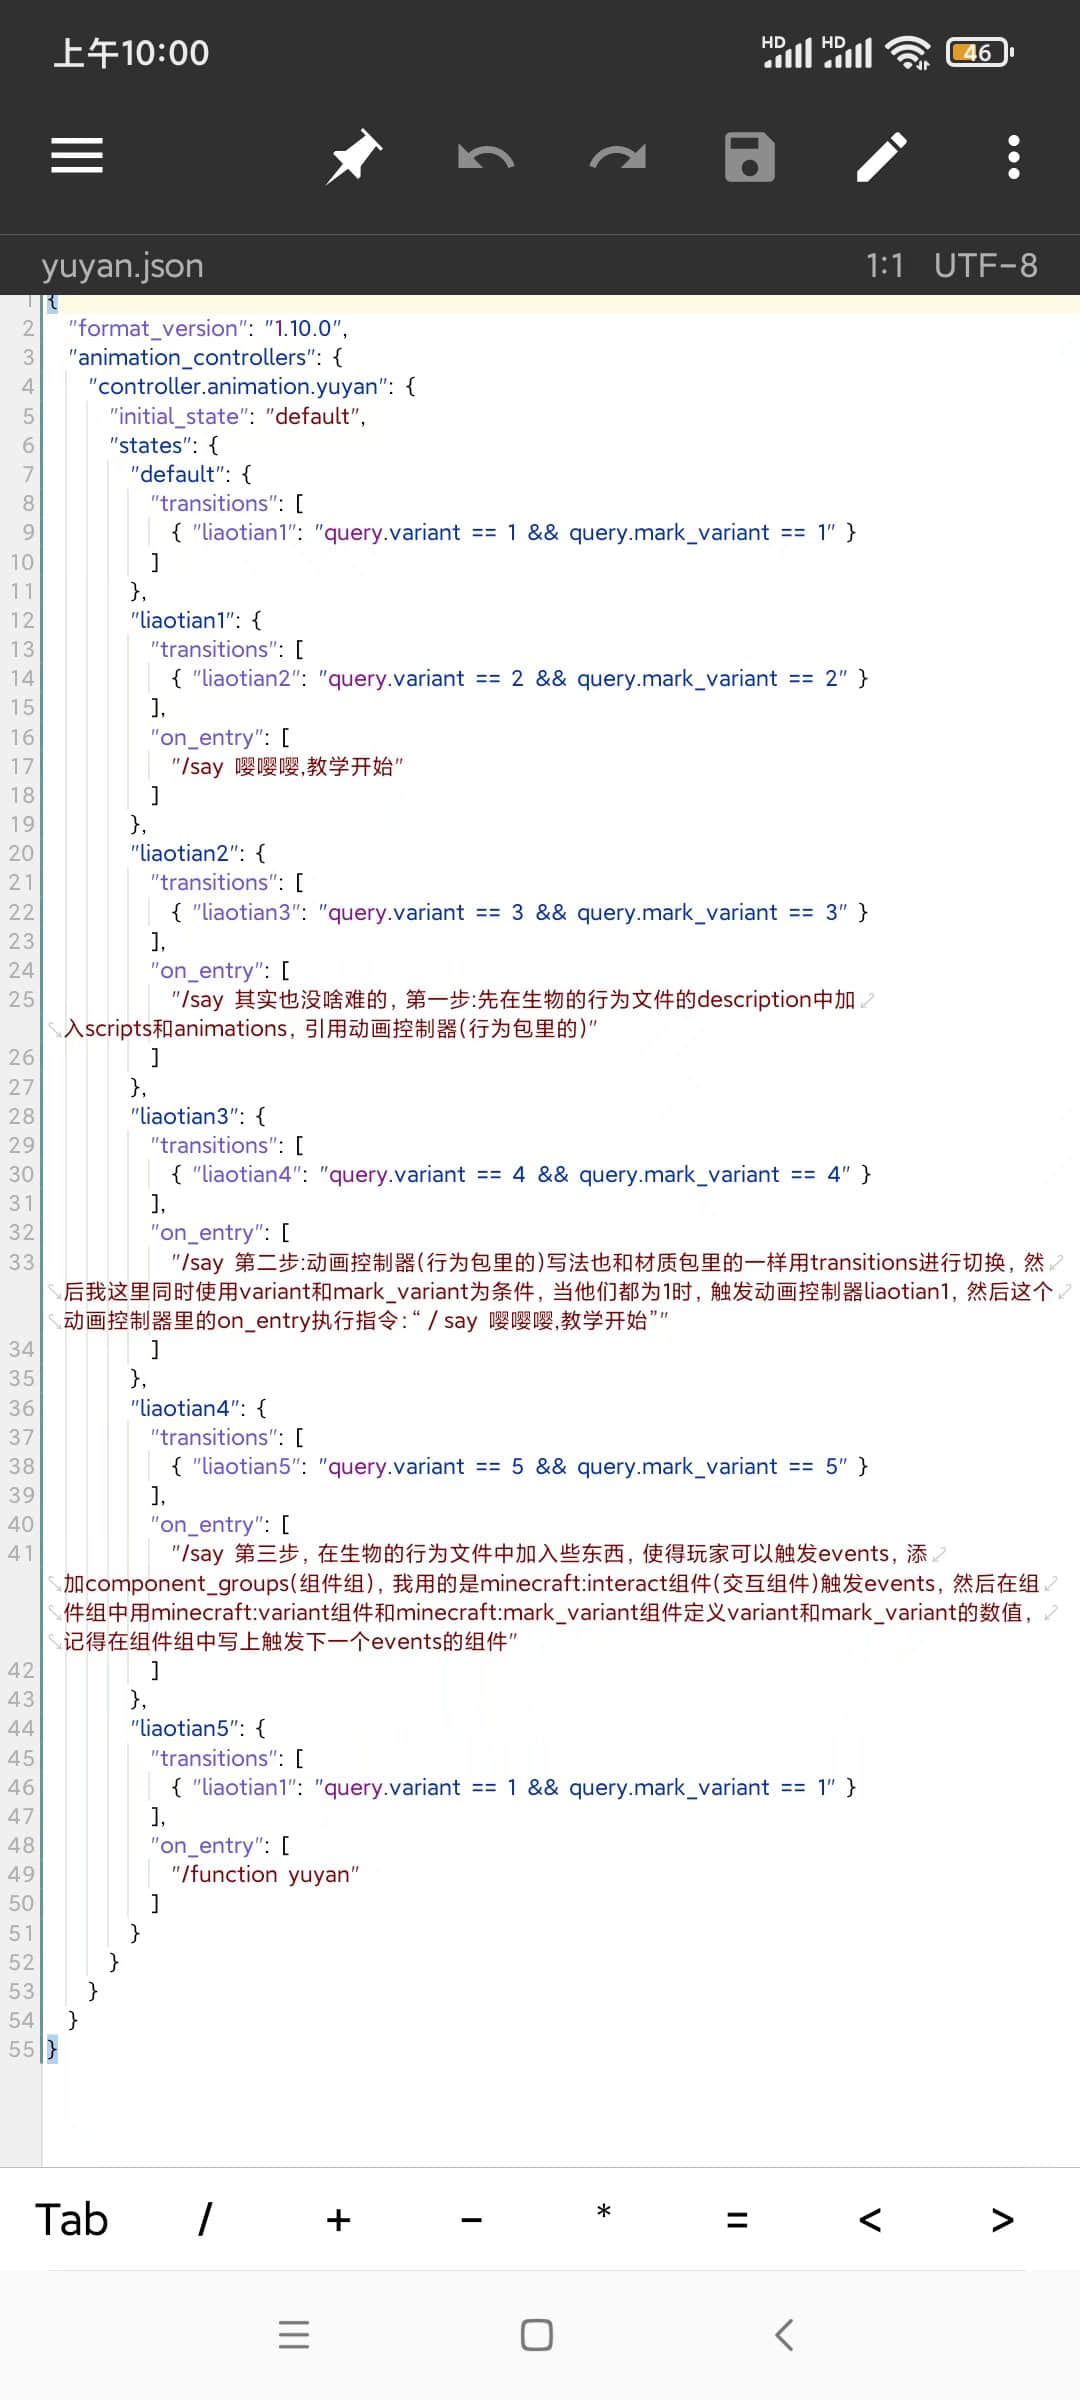 上午10:00
HD HD 46
yuyan.json 1:1 UTF-8
1 {
2 "format_version": "1.10.0",
3 "animation_controllers": {
4 "controller.animation.yuyan": {
5 "initial_state": "default",
6 "states": {
7 "default": {
8 "transitions": [
9 { "liaotian1": "query.variant == 1 && query.mark_variant == 1" }
10 ]
11 },
12 "liaotian1": {
13 "transitions": [
14 { "liaotian2": "query.variant == 2 && query.mark_variant == 2" }
15 ],
16 "on_entry": [
17 "/say 嘤嘤嘤,教学开始"
18 ]
19 },
20 "liaotian2": {
21 "transitions": [
22 { "liaotian3": "query.variant == 3 && query.mark_variant == 3" }
23 ],
24 "on_entry": [
25 "/say 其实也没啥难的, 第一步:先在生物的行为文件的description中加
入scripts和animations, 引用动画控制器(行为包里的)"
26 ]
27 },
28 "liaotian3": {
29 "transitions": [
30 { "liaotian4": "query.variant == 4 && query.mark_variant == 4" }
31 ],
32 "on_entry": [
33 "/say 第二步:动画控制器(行为包里的)写法也和材质包里的一样用transitions进行切换, 然
后我这里同时使用variant和mark_variant为条件, 当他们都为1时, 触发动画控制器liaotian1, 然后这个
动画控制器里的on_entry执行指令:“ / say 嘤嘤嘤,教学开始”"
34 ]
35 },
36 "liaotian4": {
37 "transitions": [
38 { "liaotian5": "query.variant == 5 && query.mark_variant == 5" }
39 ],
40 "on_entry": [
41 "/say 第三步, 在生物的行为文件中加入些东西, 使得玩家可以触发events, 添
加component_groups(组件组), 我用的是minecraft:interact组件(交互组件)触发events, 然后在组
件组中用minecraft:variant组件和minecraft:mark_variant组件定义variant和mark_variant的数值,
记得在组件组中写上触发下一个events的组件"
42 ]
43 },
44 "liaotian5": {
45 "transitions": [
46 { "liaotian1": "query.variant == 1 && query.mark_variant == 1" }
47 ],
48 "on_entry": [
49 "/function yuyan"
50 ]
51 }
52 }
53 }
54 }
55 }
Tab / + - * = < >